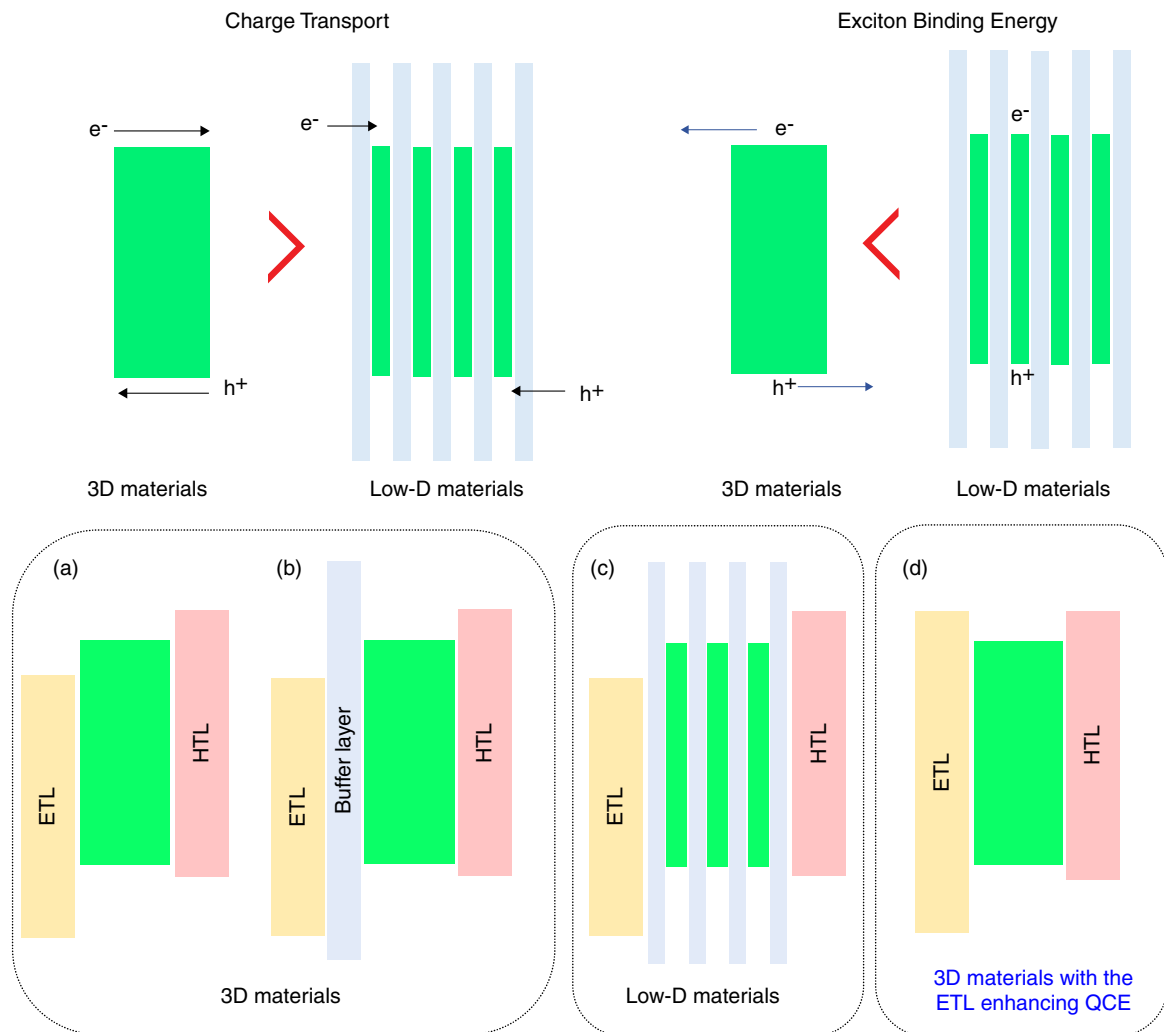 Charge Transport
Exciton Binding Energy
e-
e-
e-
e-
h+
h+
h+
h+
3D materials
Low-D materials
3D materials
Low-D materials
(a)
(b)
(c)
(d)
ETL
HTL
ETL
Buffer layer
HTL
ETL
HTL
ETL
HTL
3D materials
Low-D materials
3D materials with the
ETL enhancing QCE